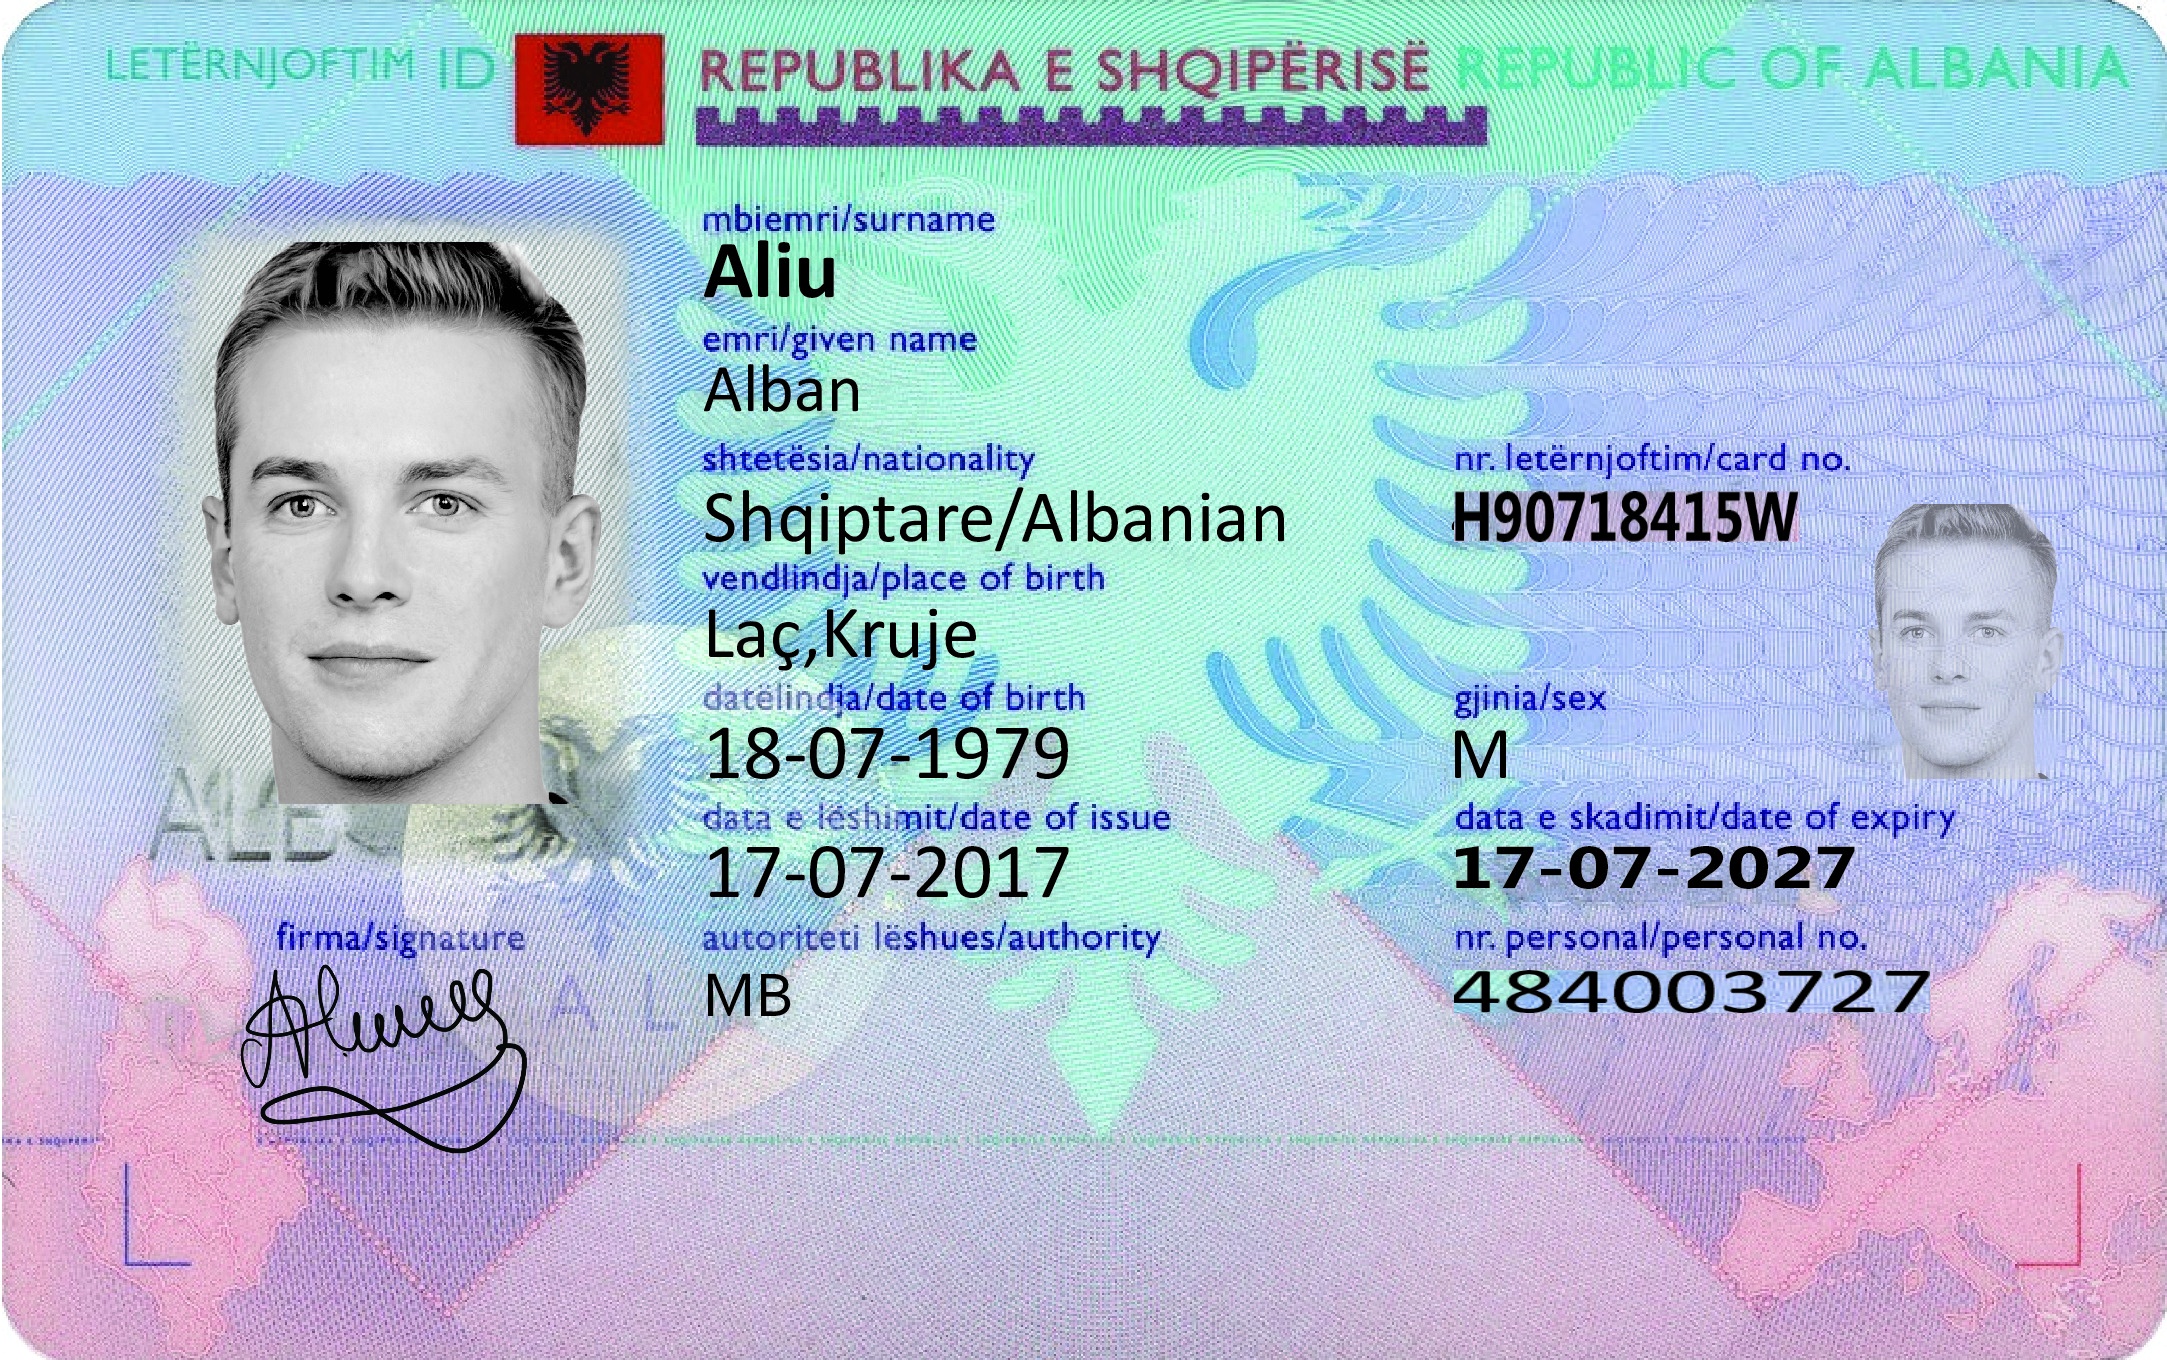 LETËRNJOFTIM ID REPUBLIKA E SHQIPËRISË REPUBLIC OF ALBANIA
mbiemri/surname
Aliu
emri/given name
Alban
shtetësia/nationality
Shqiptare/Albanian
nr. letërnjoftim/card no.
H90718415W
vendlindja/place of birth
Laç,Kruje
datëlindja/date of birth
18-07-1979
gjinia/sex
M
data e lëshimit/date of issue
17-07-2017
data e skadimit/date of expiry
17-07-2027
firma/signature
autoriteti lëshues/authority
MB
nr. personal/personal no.
484003727